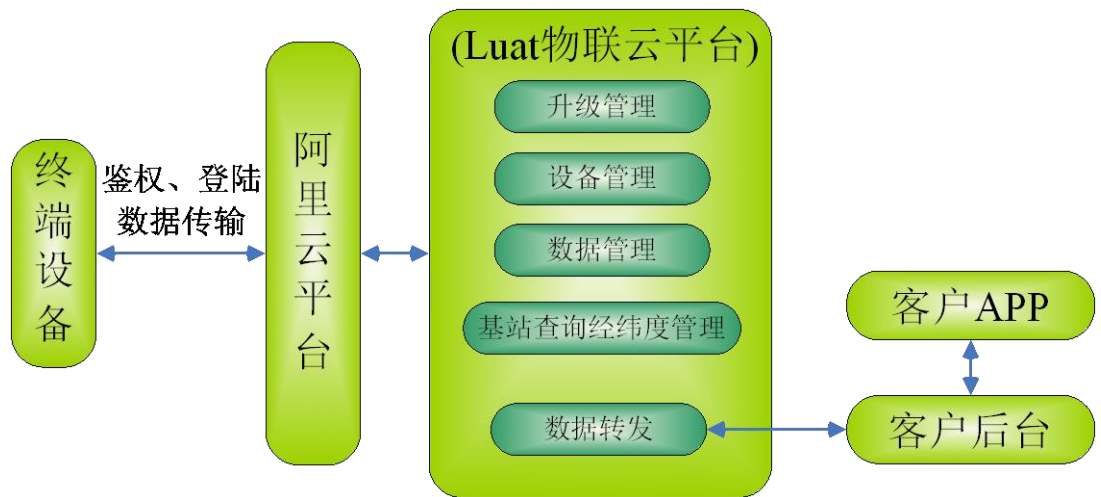 终端设备
鉴权、登陆
数据传输
阿里云平台
(Luat物联云平台)
升级管理
设备管理
数据管理
基站查询经纬度管理
数据转发
客户APP
客户后台